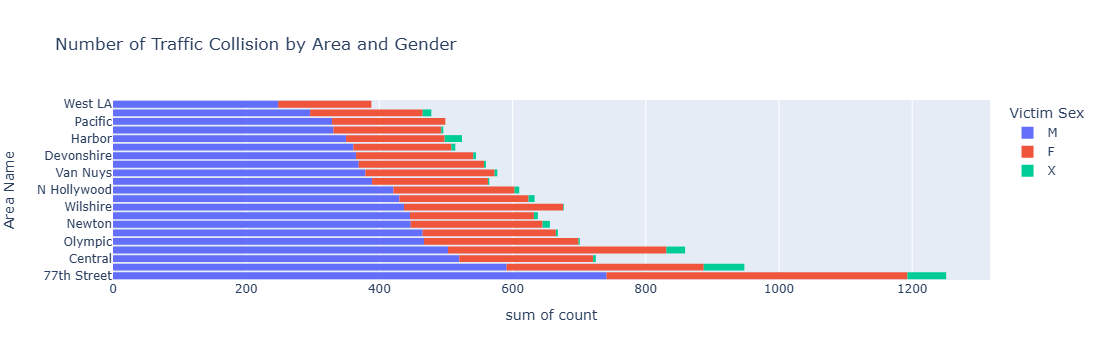 Number of Traffic Collision by Area and Gender
West LA
Pacific
Harbor
Devonshire
Van Nuys
N Hollywood
Wilshire
Newton
Olympic
Central
77th Street
Area Name
0 200 400 600 800 1000 1200
sum of count
Victim Sex
M
F
X